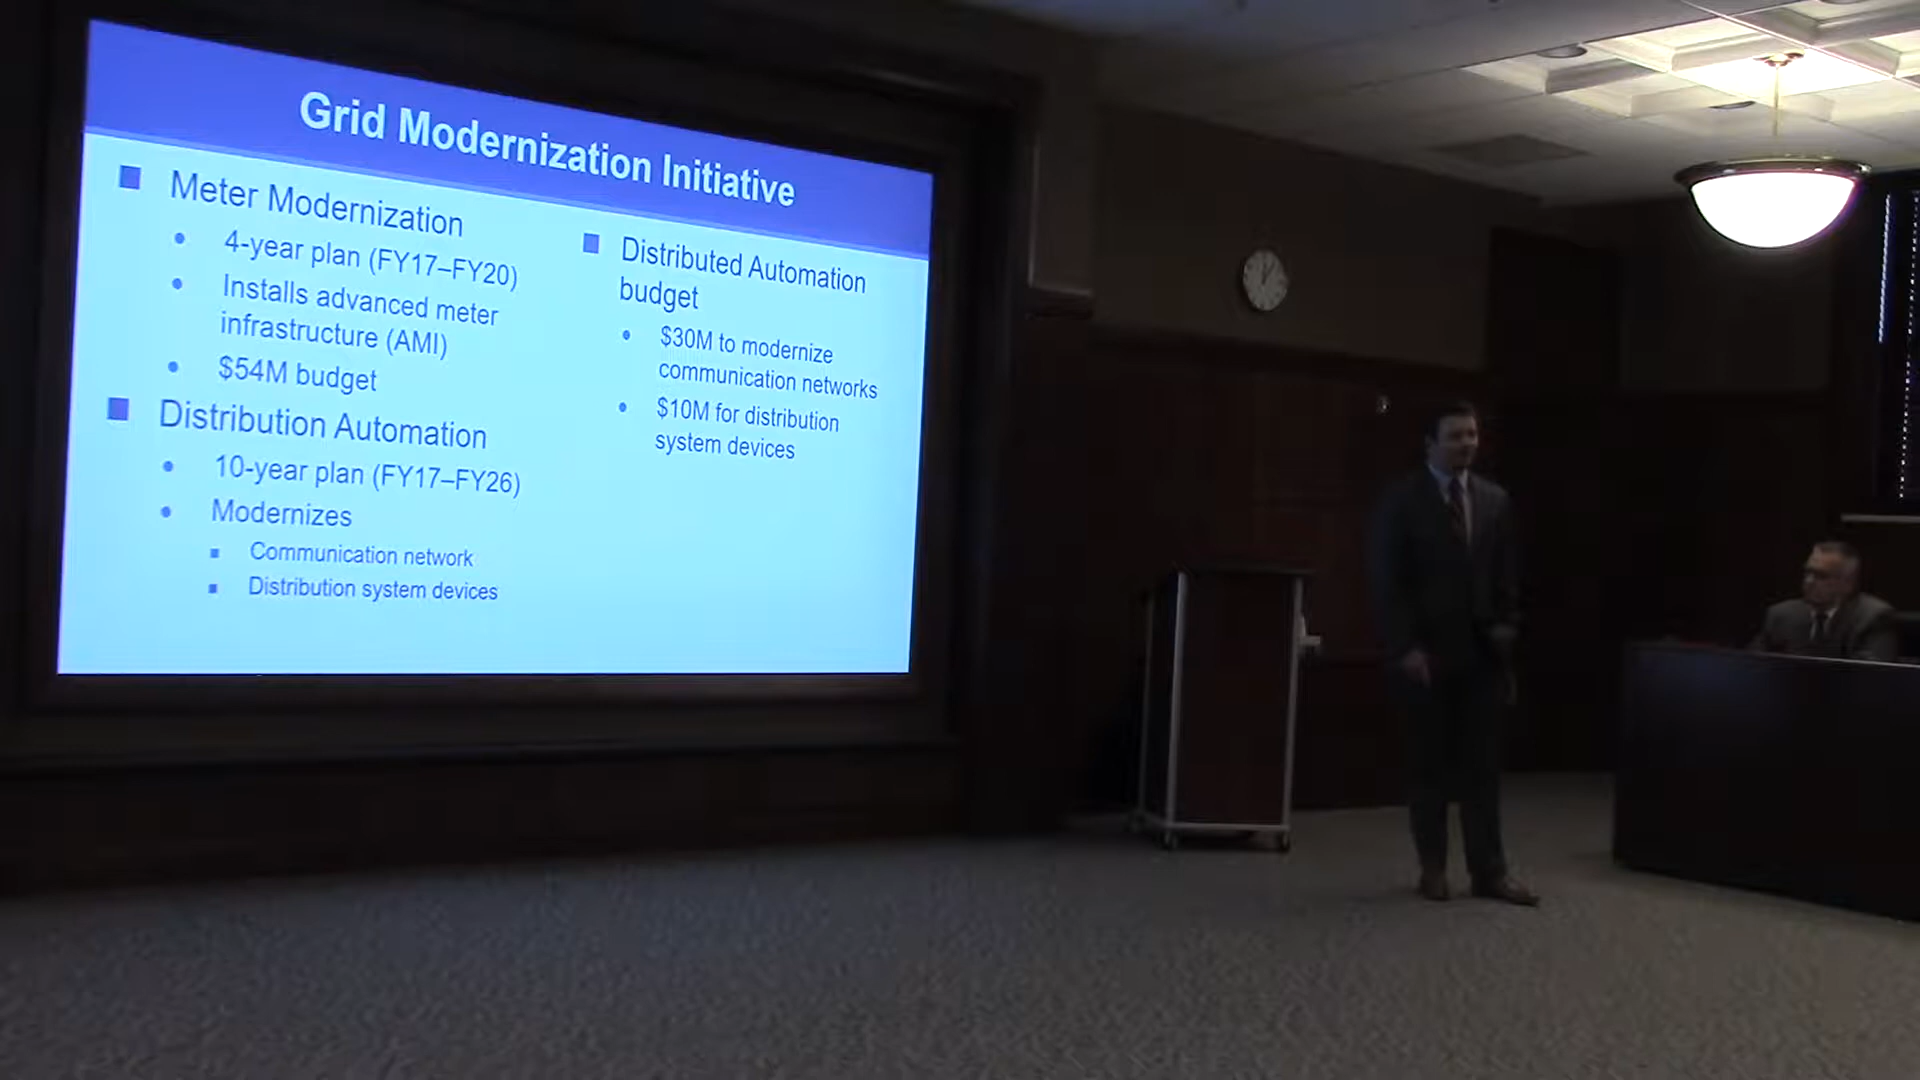 Grid Modernization Initiative
Meter Modernization
4-year plan (FY17–FY20)
Installs advanced meter
infrastructure (AMI)
$54M budget
Distribution Automation
10-year plan (FY17–FY26)
Modernizes
Communication network
Distribution system devices
Distributed Automation
budget
$30M to modernize
communication networks
$10M for distribution
system devices